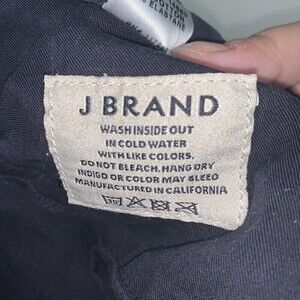 J BRAND
WASH INSIDE OUT
IN COLD WATER
WITH LIKE COLORS.
DO NOT BLEACH. HANG DRY
INDIGO OR COLOR MAY BLEED
MANUFACTURED IN CALIFORNIA
30